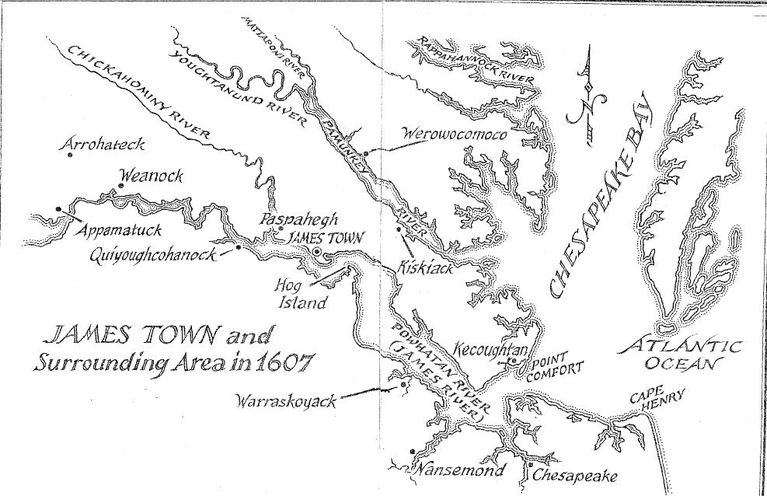 MATTAPONI RIVER
RAPPAHANNOCK RIVER
CHICKAHOMINY RIVER
YOUGHTANUND RIVER
PAMUNKEY
RIVER
Werowocomoco
CHESAPEAKE BAY
Arrohateck
Weanock
Appamatuck
Paspahegh
JAMES TOWN
Quiyoughcohanock
Kiskiack
Hog
Island
JAMES TOWN and
Surrounding Area in 1607
POWHATAN RIVER
(JAMES RIVER)
Kecoughtan
POINT
COMFORT
ATLANTIC
OCEAN
CAPE
HENRY
Warraskoyack
Nansemond
Chesapeake